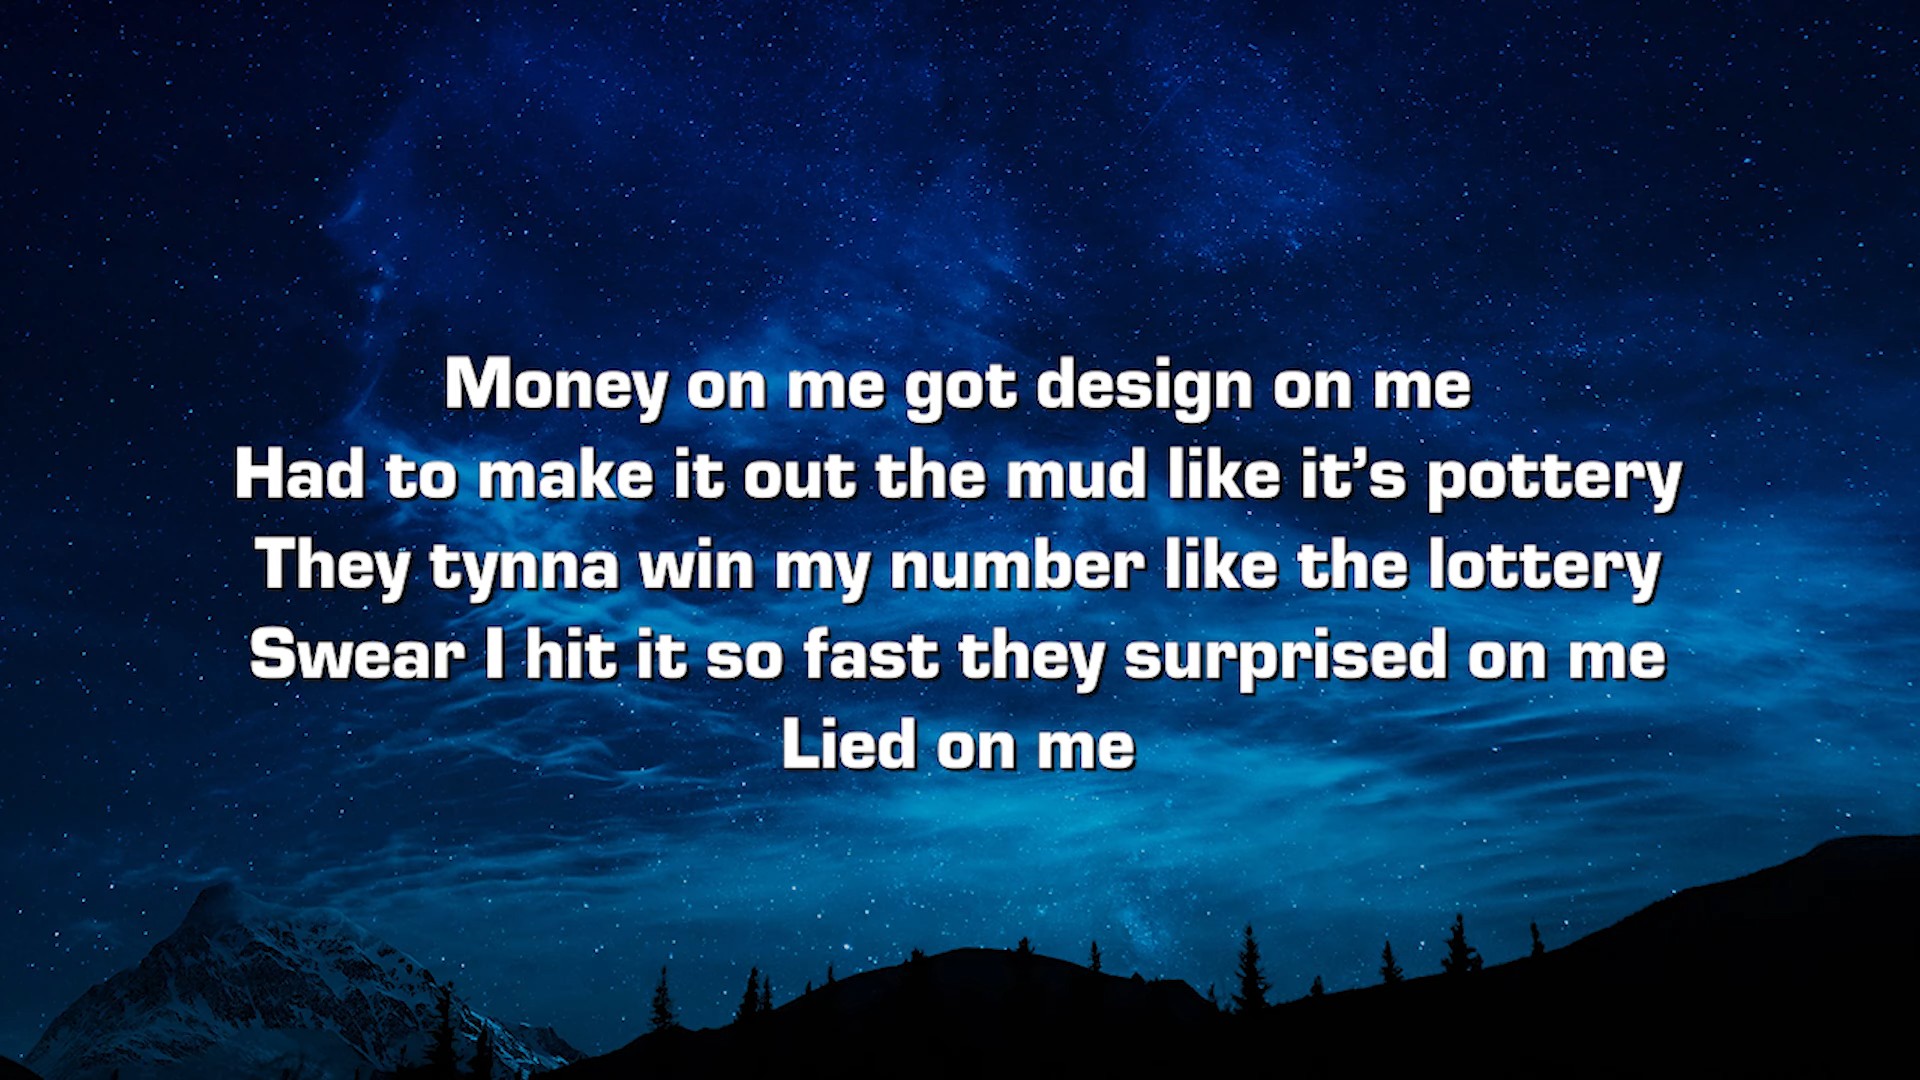 Money on me got design on me
Had to make it out the mud like it’s pottery
They tynna win my number like the lottery
Swear I hit it so fast they surprised on me
Lied on me